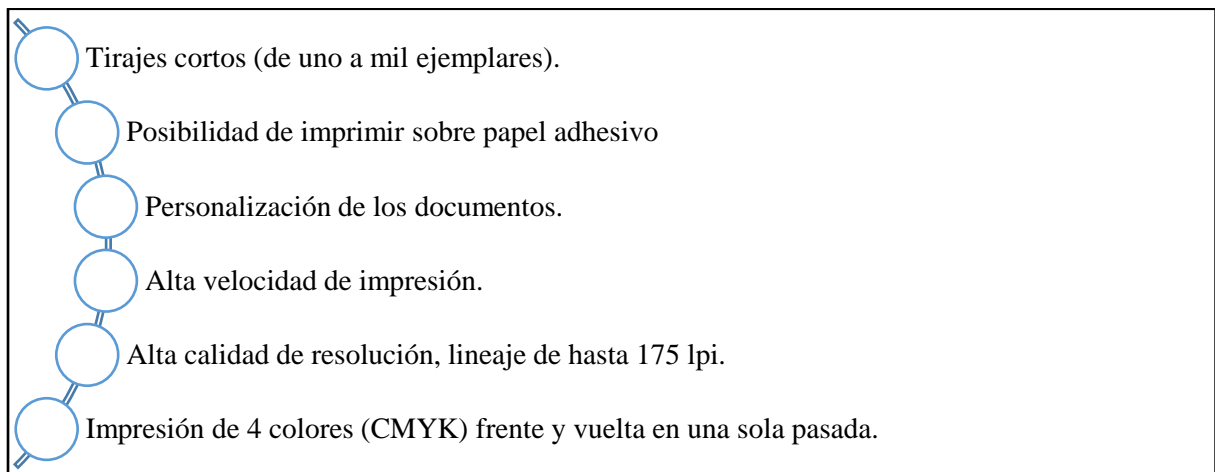 Tirajes cortos (de uno a mil ejemplares).
Posibilidad de imprimir sobre papel adhesivo
Personalización de los documentos.
Alta velocidad de impresión.
Alta calidad de resolución, lineaje de hasta 175 lpi.
Impresión de 4 colores (CMYK) frente y vuelta en una sola pasada.